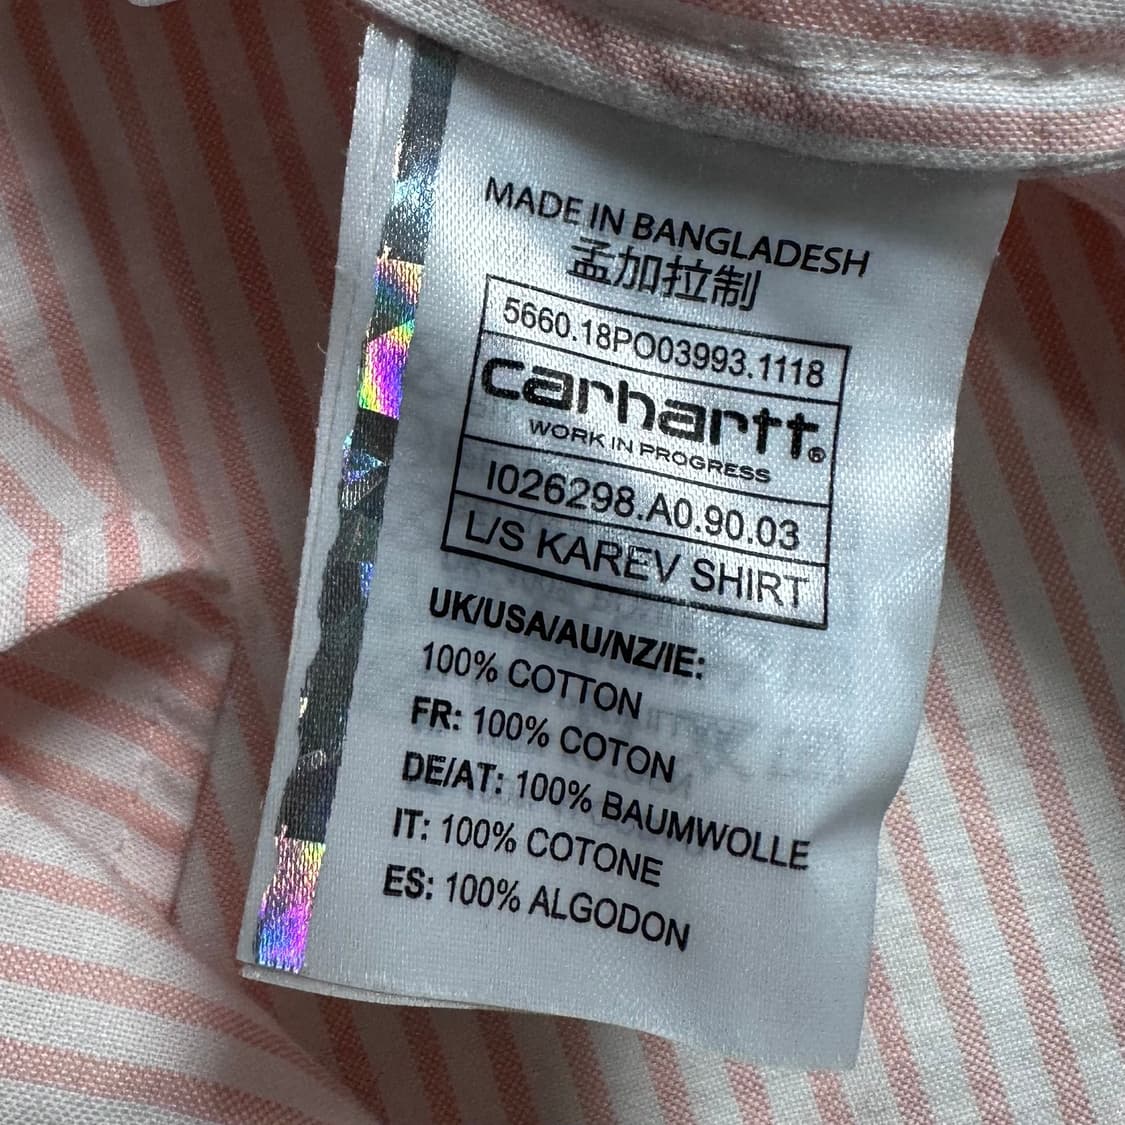 MADE IN BANGLADESH
孟加拉制
5660.18PO03993.1118
carhartt®
WORK IN PROGRESS
I026298.A0.90.03
L/S KAREV SHIRT
UK/USA/AU/NZ/IE:
100% COTTON
FR: 100% COTON
DE/AT: 100% BAUMWOLLE
IT: 100% COTONE
ES: 100% ALGODON